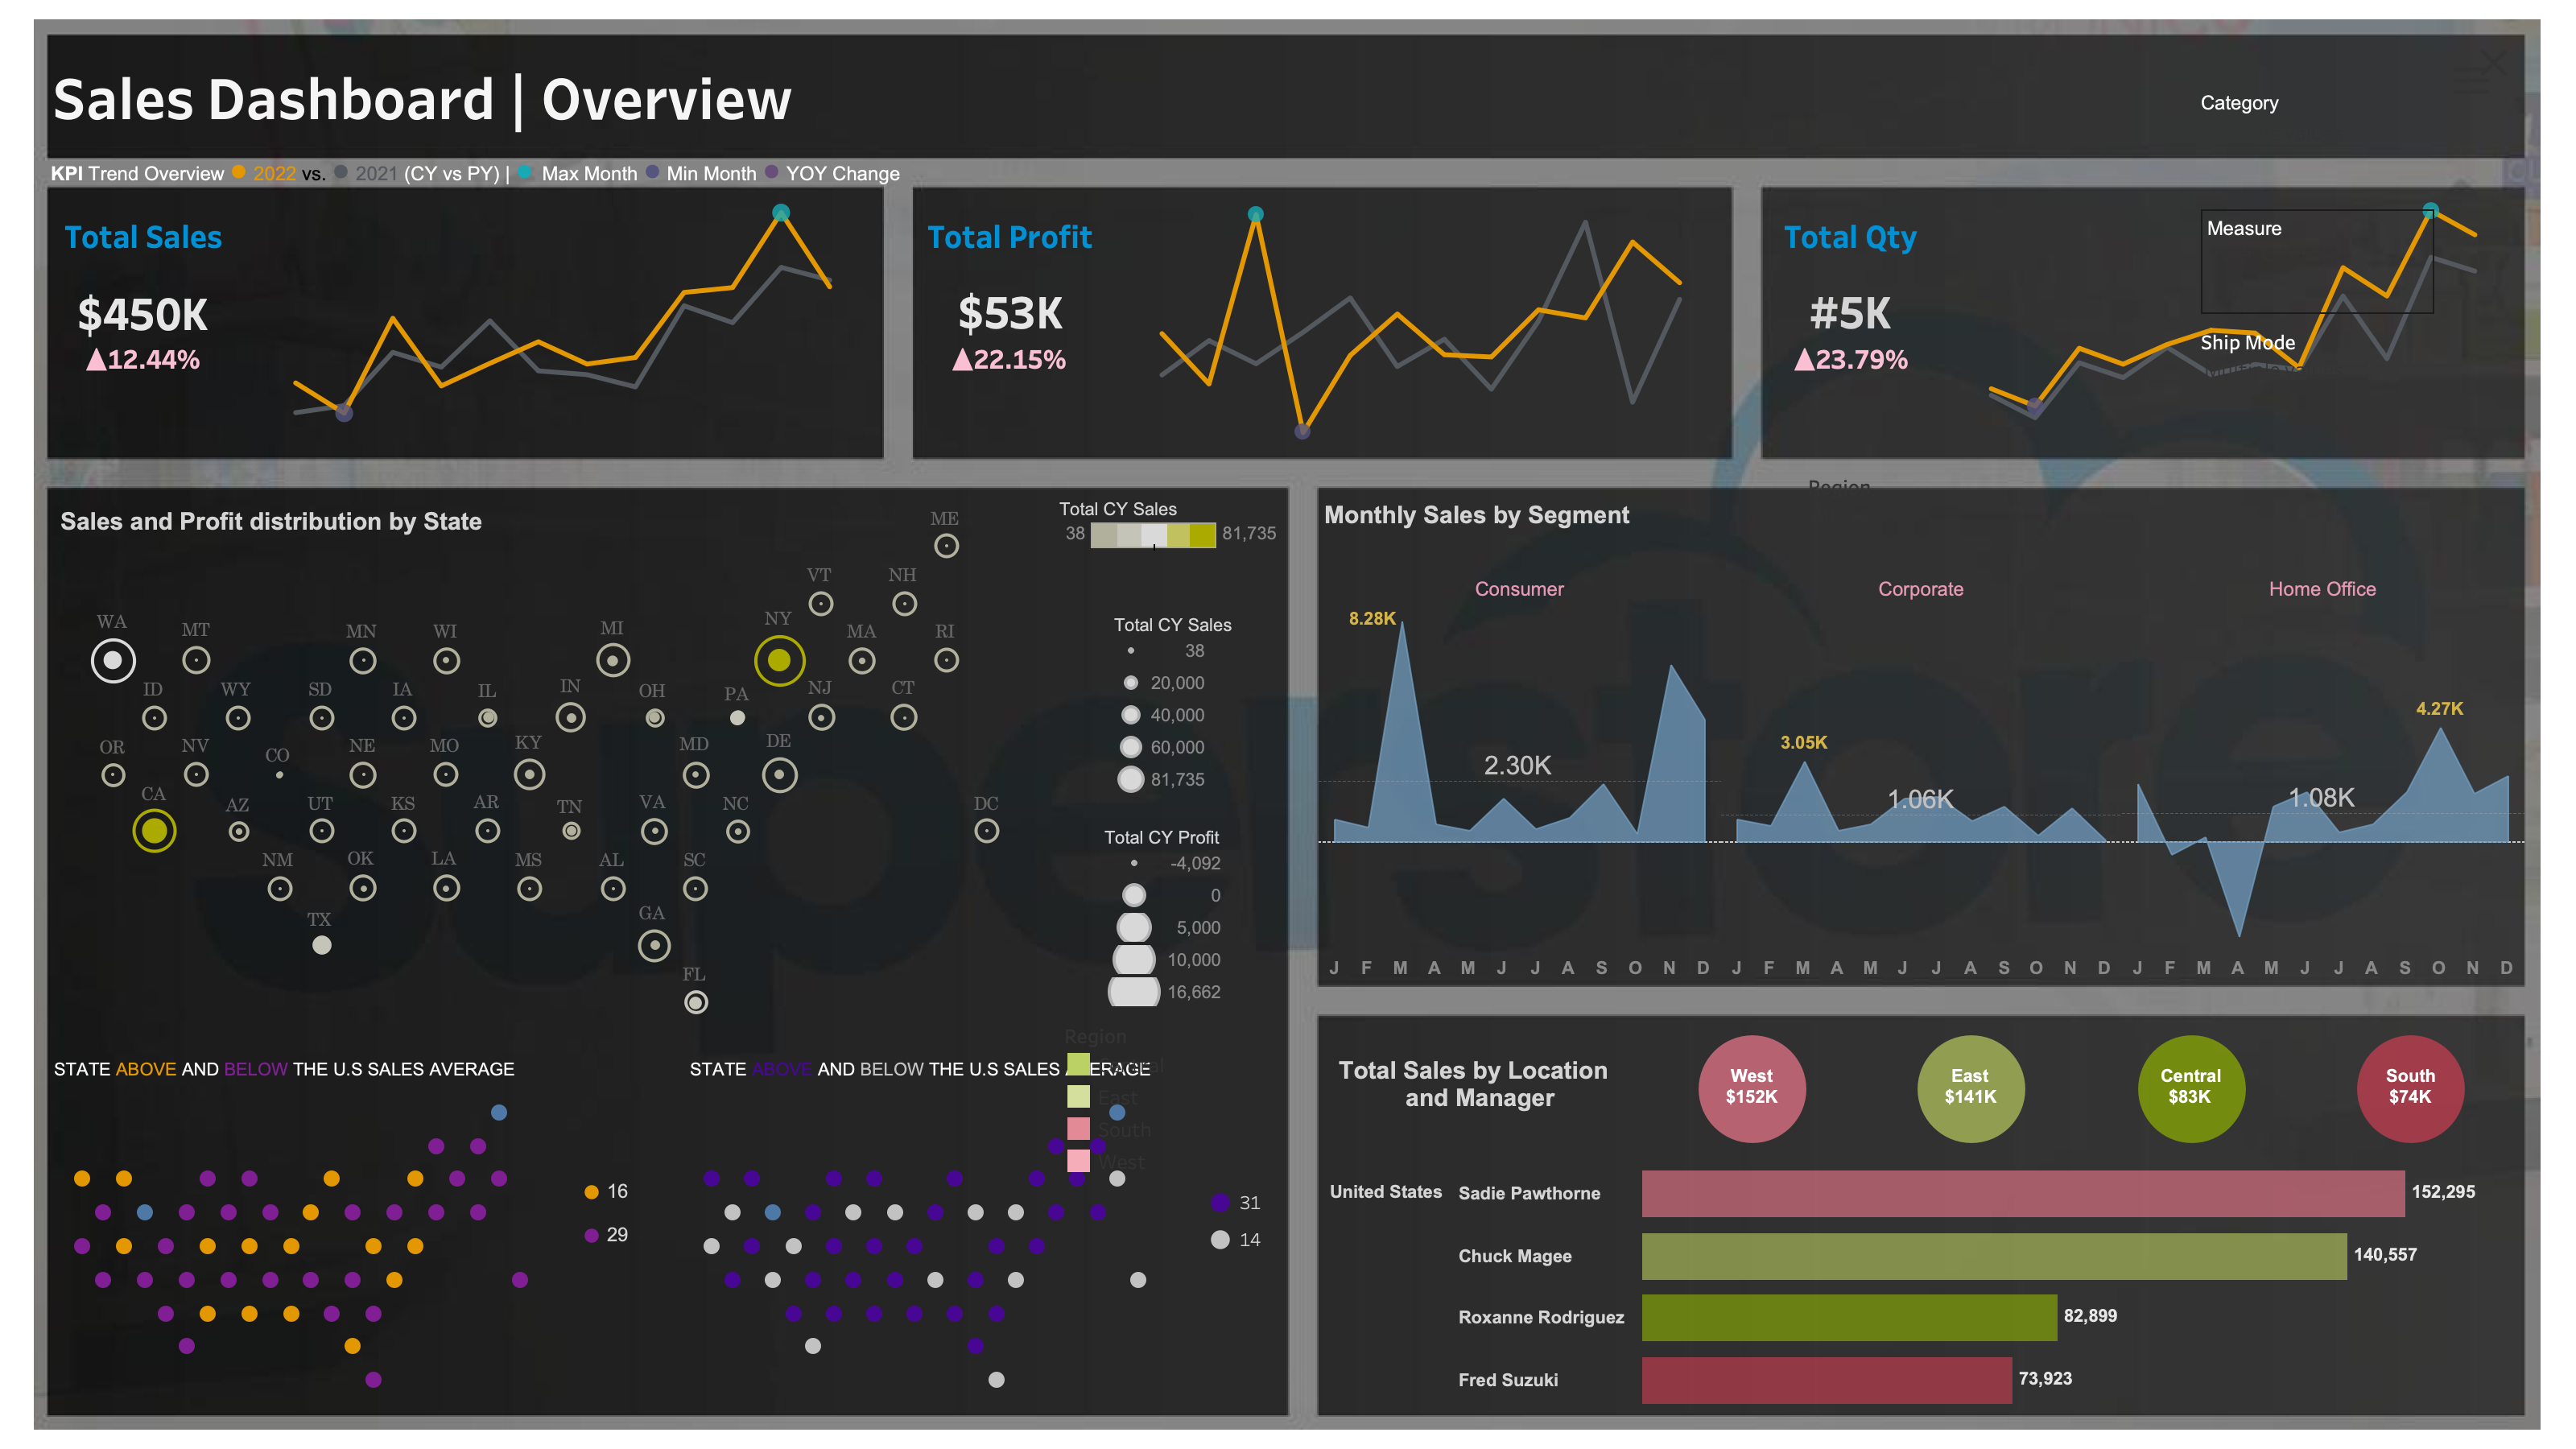 Sales Dashboard | Overview
Category
KPI Trend Overview 2022 vs. 2021 (CY vs PY) | Max Month Min Month YOY Change
Total Sales
$450K
▲12.44%
Total Profit
$53K
▲22.15%
Total Qty
#5K
▲23.79%
Measure
Ship Mode
Region
Sales and Profit distribution by State
ME
VT NH
WA MT MN WI MI NY MA RI
ID WY SD IA IL IN OH PA NJ CT
OR NV CO NE MO KY MD DE
CA AZ UT KS AR TN VA NC DC
NM OK LA MS AL SC
TX GA
FL
Total CY Sales
38 81,735
Total CY Sales
38
20,000
40,000
60,000
81,735
Total CY Profit
-4,092
0
5,000
10,000
16,662
Region
East
South
West
STATE ABOVE AND BELOW THE U.S SALES AVERAGE
16
29
STATE ABOVE AND BELOW THE U.S SALES AVERAGE
31
14
Monthly Sales by Segment
Consumer Corporate Home Office
8.28K
2.30K
3.05K
1.06K
4.27K
1.08K
J F M A M J J A S O N D J F M A M J J A S O N D J F M A M J J A S O N D
Superstore
Total Sales by Location
and Manager
West
$152K
East
$141K
Central
$83K
South
$74K
United States Sadie Pawthorne 152,295
Chuck Magee 140,557
Roxanne Rodriguez 82,899
Fred Suzuki 73,923